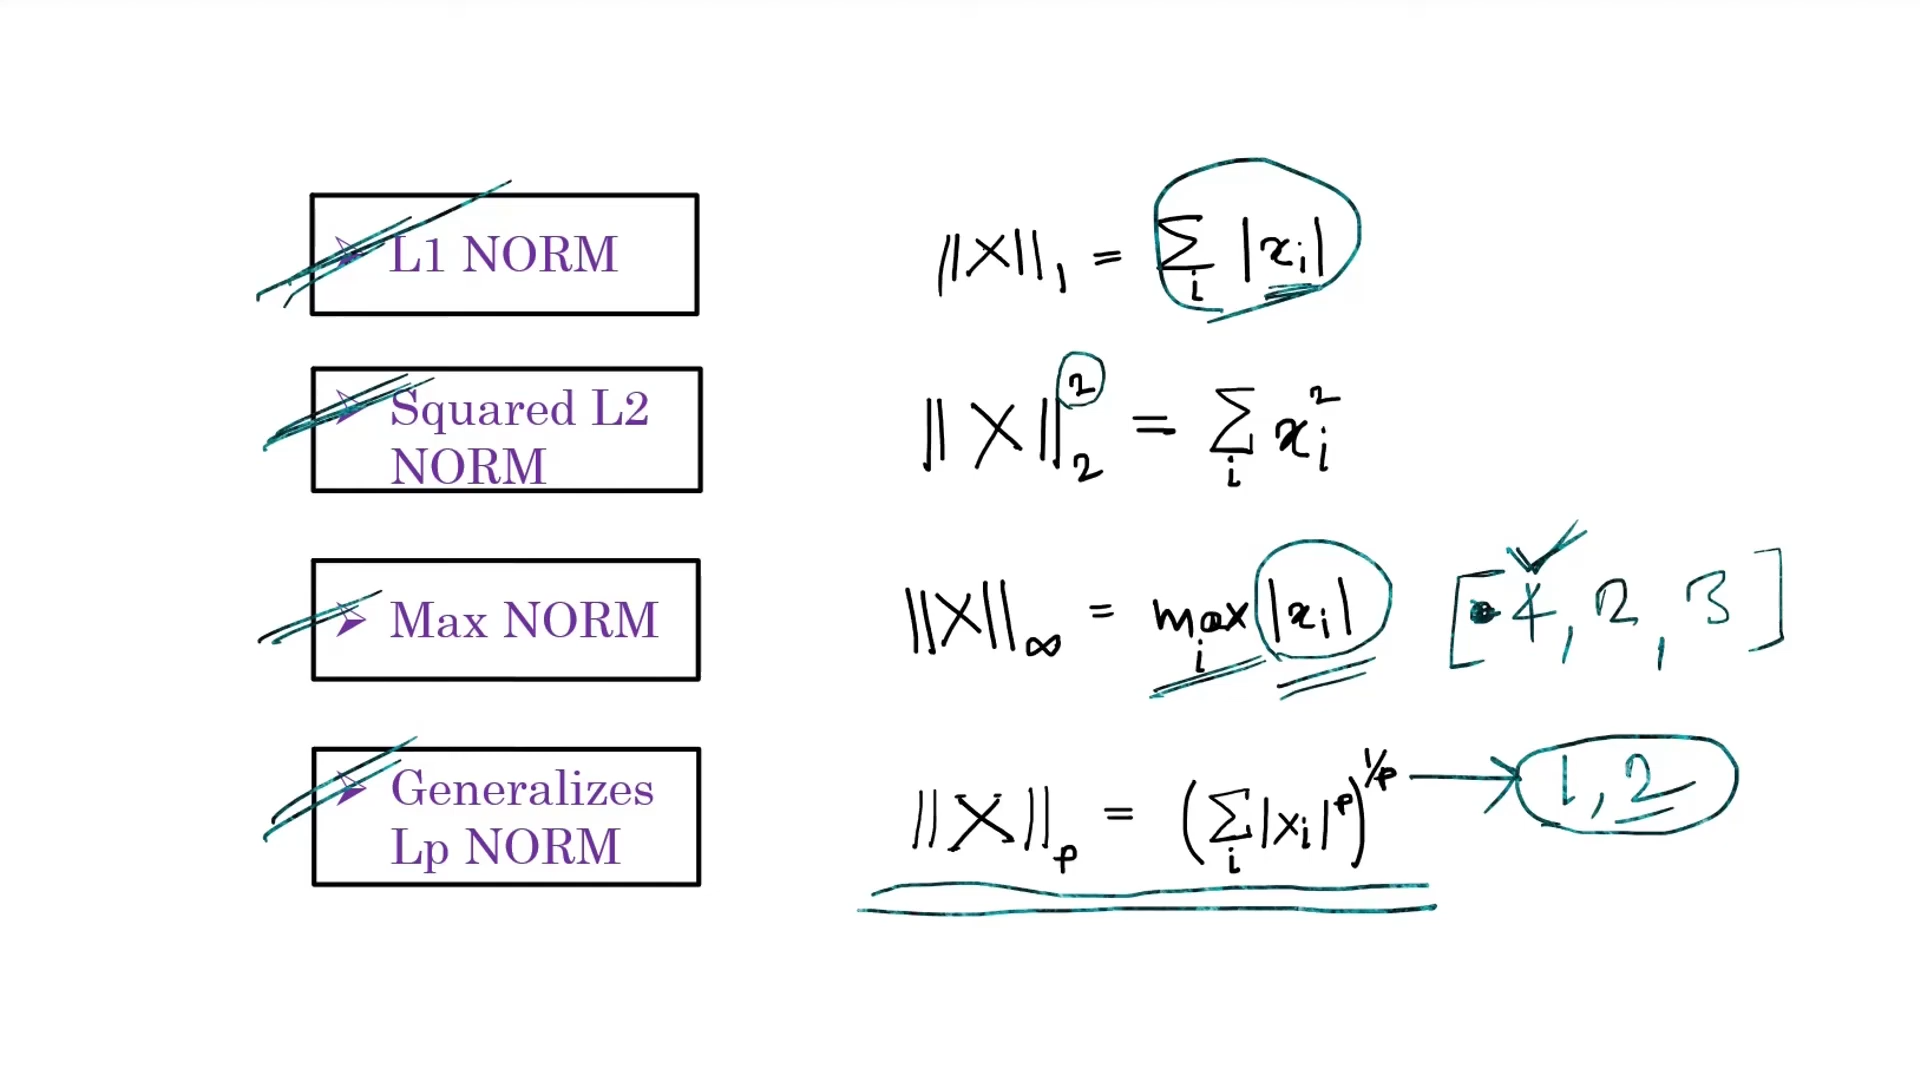 L1 NORM
‖X‖₁ = Σᵢ |xᵢ|
Squared L2
NORM
‖X‖₂² = Σᵢ xᵢ²
Max NORM
‖X‖∞ = maxᵢ |xᵢ|
, 2, 3]
Generalizes
Lp NORM
‖X‖ₚ = (Σᵢ |xᵢ|ᵖ)^1/p
1, 2